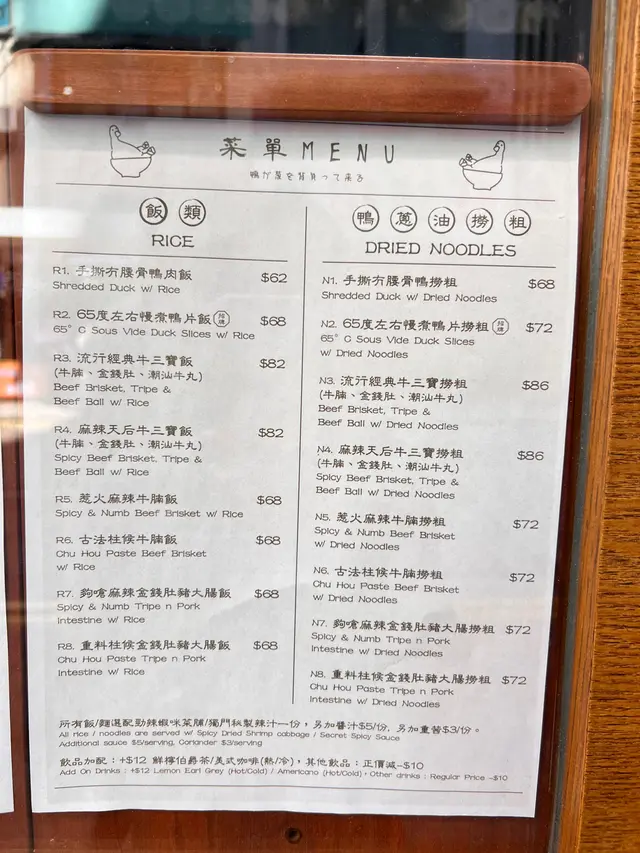 菜單 MENU
鴨が葱を背負って来る
飯類
RICE
R1. 手撕冇腰骨鴨肉飯 $62
Shredded Duck w/ Rice
R2. 65度左右慢煮鴨片飯 招牌 $68
65° C Sous Vide Duck Slices w/ Rice
R3. 流行經典牛三寶飯 $82
(牛腩、金錢肚、潮汕牛丸)
Beef Brisket, Tripe &
Beef Ball w/ Rice
R4. 麻辣天后牛三寶飯 $82
(牛腩、金錢肚、潮汕牛丸)
Spicy Beef Brisket, Tripe &
Beef Ball w/ Rice
R5. 惹火麻辣牛腩飯 $68
Spicy & Numb Beef Brisket w/ Rice
R6. 古法柱候牛腩飯 $68
Chu Hou Paste Beef Brisket
w/ Rice
R7. 夠嗆麻辣金錢肚豬大腸飯 $68
Spicy & Numb Tripe n Pork
Intestine w/ Rice
R8. 重料柱候金錢肚豬大腸飯 $68
Chu Hou Paste Tripe n Pork
Intestine w/ Rice
鴨蔥油撈粗
DRIED NOODLES
N1. 手撕冇腰骨鴨撈粗 $68
Shredded Duck w/ Dried Noodles
N2. 65度左右慢煮鴨片撈粗 招牌 $72
65° C Sous Vide Duck Slices
w/ Dried Noodles
N3. 流行經典牛三寶撈粗 $86
(牛腩、金錢肚、潮汕牛丸)
Beef Brisket, Tripe &
Beef Ball w/ Dried Noodles
N4. 麻辣天后牛三寶撈粗 $86
(牛腩、金錢肚、潮汕牛丸)
Spicy Beef Brisket, Tripe &
Beef Ball w/ Dried Noodles
N5. 惹火麻辣牛腩撈粗 $72
Spicy & Numb Beef Brisket
w/ Dried Noodles
N6. 古法柱候牛腩撈粗 $72
Chu Hou Paste Beef Brisket
w/ Dried Noodles
N7. 夠嗆麻辣金錢肚豬大腸撈粗 $72
Spicy & Numb Tripe n Pork
Intestine w/ Dried Noodles
N8. 重料柱候金錢肚豬大腸撈粗 $72
Chu Hou Paste Tripe n Pork
Intestine w/ Dried Noodles
所有飯/麵選配勁辣蝦咪菜脯/獨門秘製辣汁一份，另加醬汁$5/份, 另加重茜$3/份。
All rice / noodles are served w/ Spicy Dried Shrimp cabbage / Secret Spicy Sauce
Additional sauce $5/serving, Coriander $3/serving
飲品加配：+$12 鮮檸伯爵茶/美式咖啡(熱/冷)，其他飲品：正價減-$10
Add On Drinks : +$12 Lemon Earl Grey (Hot/Cold) / Americano (Hot/Cold)，Other drinks : Regular Price -$10